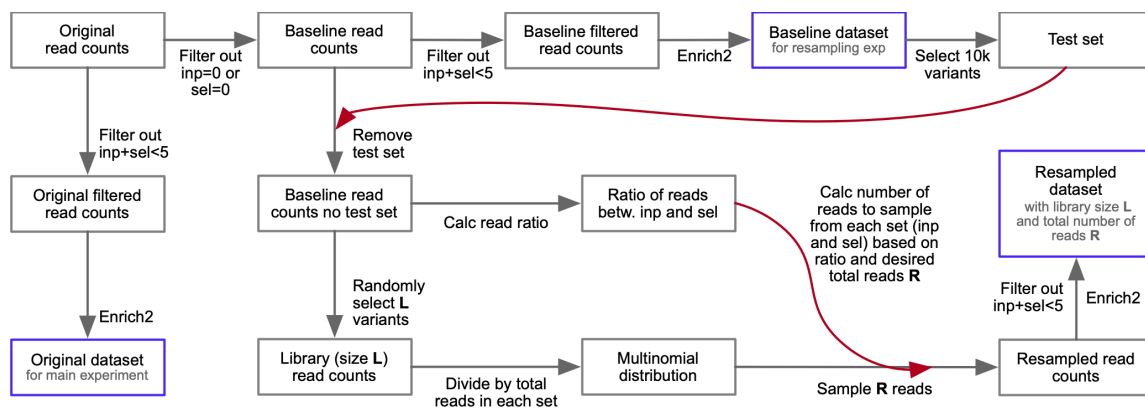 Original
read counts
Filter out
inp=0 or
sel=0
Baseline read
counts
Filter out
inp+sel<5
Baseline filtered
read counts
Enrich2
Baseline dataset
for resampling exp
Select 10k
variants
Test set
Filter out
inp+sel<5
Remove
test set
Original filtered
read counts
Baseline read
counts no test set
Calc read ratio
Ratio of reads
betw. inp and sel
Calc number of
reads to sample
from each set (inp
and sel) based on
ratio and desired
total reads R
Resampled
dataset
with library size L
and total number of
reads R
Enrich2
Randomly
select L
variants
Filter out
inp+sel<5
Enrich2
Original dataset
for main experiment
Library (size L)
read counts
Divide by total
reads in each set
Multinomial
distribution
Sample R reads
Resampled read
counts